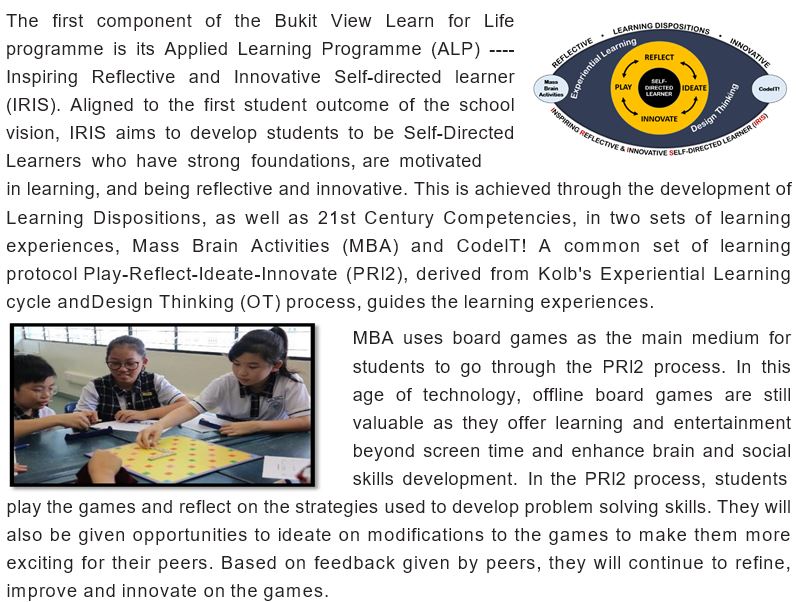 The first component of the Bukit View Learn for Life
programme is its Applied Learning Programme (ALP) ----
Inspiring Reflective and Innovative Self-directed learner
(IRIS). Aligned to the first student outcome of the school
vision, IRIS aims to develop students to be Self-Directed
Learners who have strong foundations, are motivated
REFLECTIVE • LEARNING DISPOSITIONS • INNOVATIVE
Experiential Learning
REFLECT
Mass
Brain
Activities
PLAY
SELF-
DIRECTED
LEARNER
IDEATE
CodeIT!
INNOVATE
Design Thinking
INSPIRING REFLECTIVE & INNOVATIVE SELF-DIRECTED LEARNER (IRIS)
in learning, and being reflective and innovative. This is achieved through the development of
Learning Dispositions, as well as 21st Century Competencies, in two sets of learning
experiences, Mass Brain Activities (MBA) and CodeIT! A common set of learning
protocol Play-Reflect-Ideate-Innovate (PRI2), derived from Kolb's Experiential Learning
cycle andDesign Thinking (OT) process, guides the learning experiences.
MBA uses board games as the main medium for
students to go through the PRI2 process. In this
age of technology, offline board games are still
valuable as they offer learning and entertainment
beyond screen time and enhance brain and social
skills development. In the PRI2 process, students
play the games and reflect on the strategies used to develop problem solving skills. They will
also be given opportunities to ideate on modifications to the games to make them more
exciting for their peers. Based on feedback given by peers, they will continue to refine,
improve and innovate on the games.